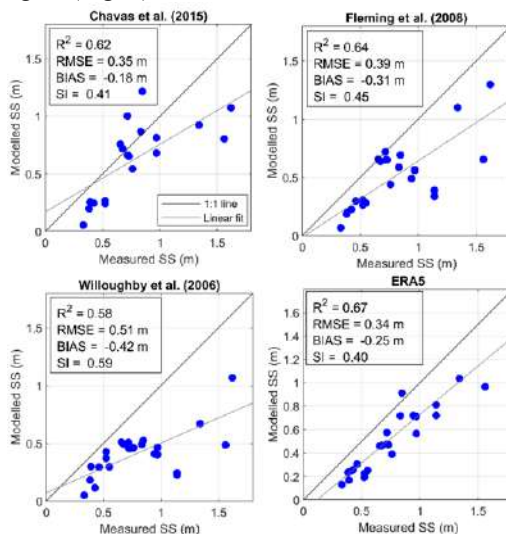 Chavas et al. (2015)
R² = 0.62
RMSE = 0.35 m
BIAS = -0.18 m
SI = 0.41
1:1 line
Linear fit
1.5
1
0.5
0
0 0.5 1 1.5
Modelled SS (m)
Measured SS (m)
Fleming et al. (2008)
R² = 0.64
RMSE = 0.39 m
BIAS = -0.31 m
SI = 0.45
1.5
1
0.5
0
0 0.5 1 1.5
Modelled SS (m)
Measured SS (m)
Willoughby et al. (2006)
R² = 0.58
RMSE = 0.51 m
BIAS = -0.42 m
SI = 0.59
1.5
1
0.5
0
0 0.5 1 1.5
Modelled SS (m)
Measured SS (m)
ERA5
R² = 0.67
RMSE = 0.34 m
BIAS = -0.25 m
SI = 0.40
1.6
1.4
1.2
1
0.8
0.6
0.4
0.2
0
0 0.5 1 1.5
Modelled SS (m)
Measured SS (m)